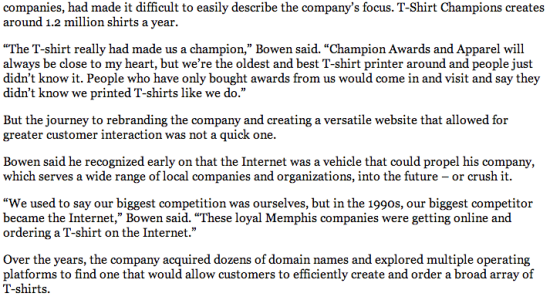 companies, had made it difficult to easily describe the company’s focus. T-Shirt Champions creates
around 1.2 million shirts a year.
“The T-shirt really had made us a champion,” Bowen said. “Champion Awards and Apparel will
always be close to my heart, but we’re the oldest and best T-shirt printer around and people just
didn’t know it. People who have only bought awards from us would come in and visit and say they
didn’t know we printed T-shirts like we do.”
But the journey to rebranding the company and creating a versatile website that allowed for
greater customer interaction was not a quick one.
Bowen said he recognized early on that the Internet was a vehicle that could propel his company,
which serves a wide range of local companies and organizations, into the future – or crush it.
“We used to say our biggest competition was ourselves, but in the 1990s, our biggest competitor
became the Internet,” Bowen said. “These loyal Memphis companies were getting online and
ordering a T-shirt on the Internet.”
Over the years, the company acquired dozens of domain names and explored multiple operating
platforms to find one that would allow customers to efficiently create and order a broad array of
T-shirts.